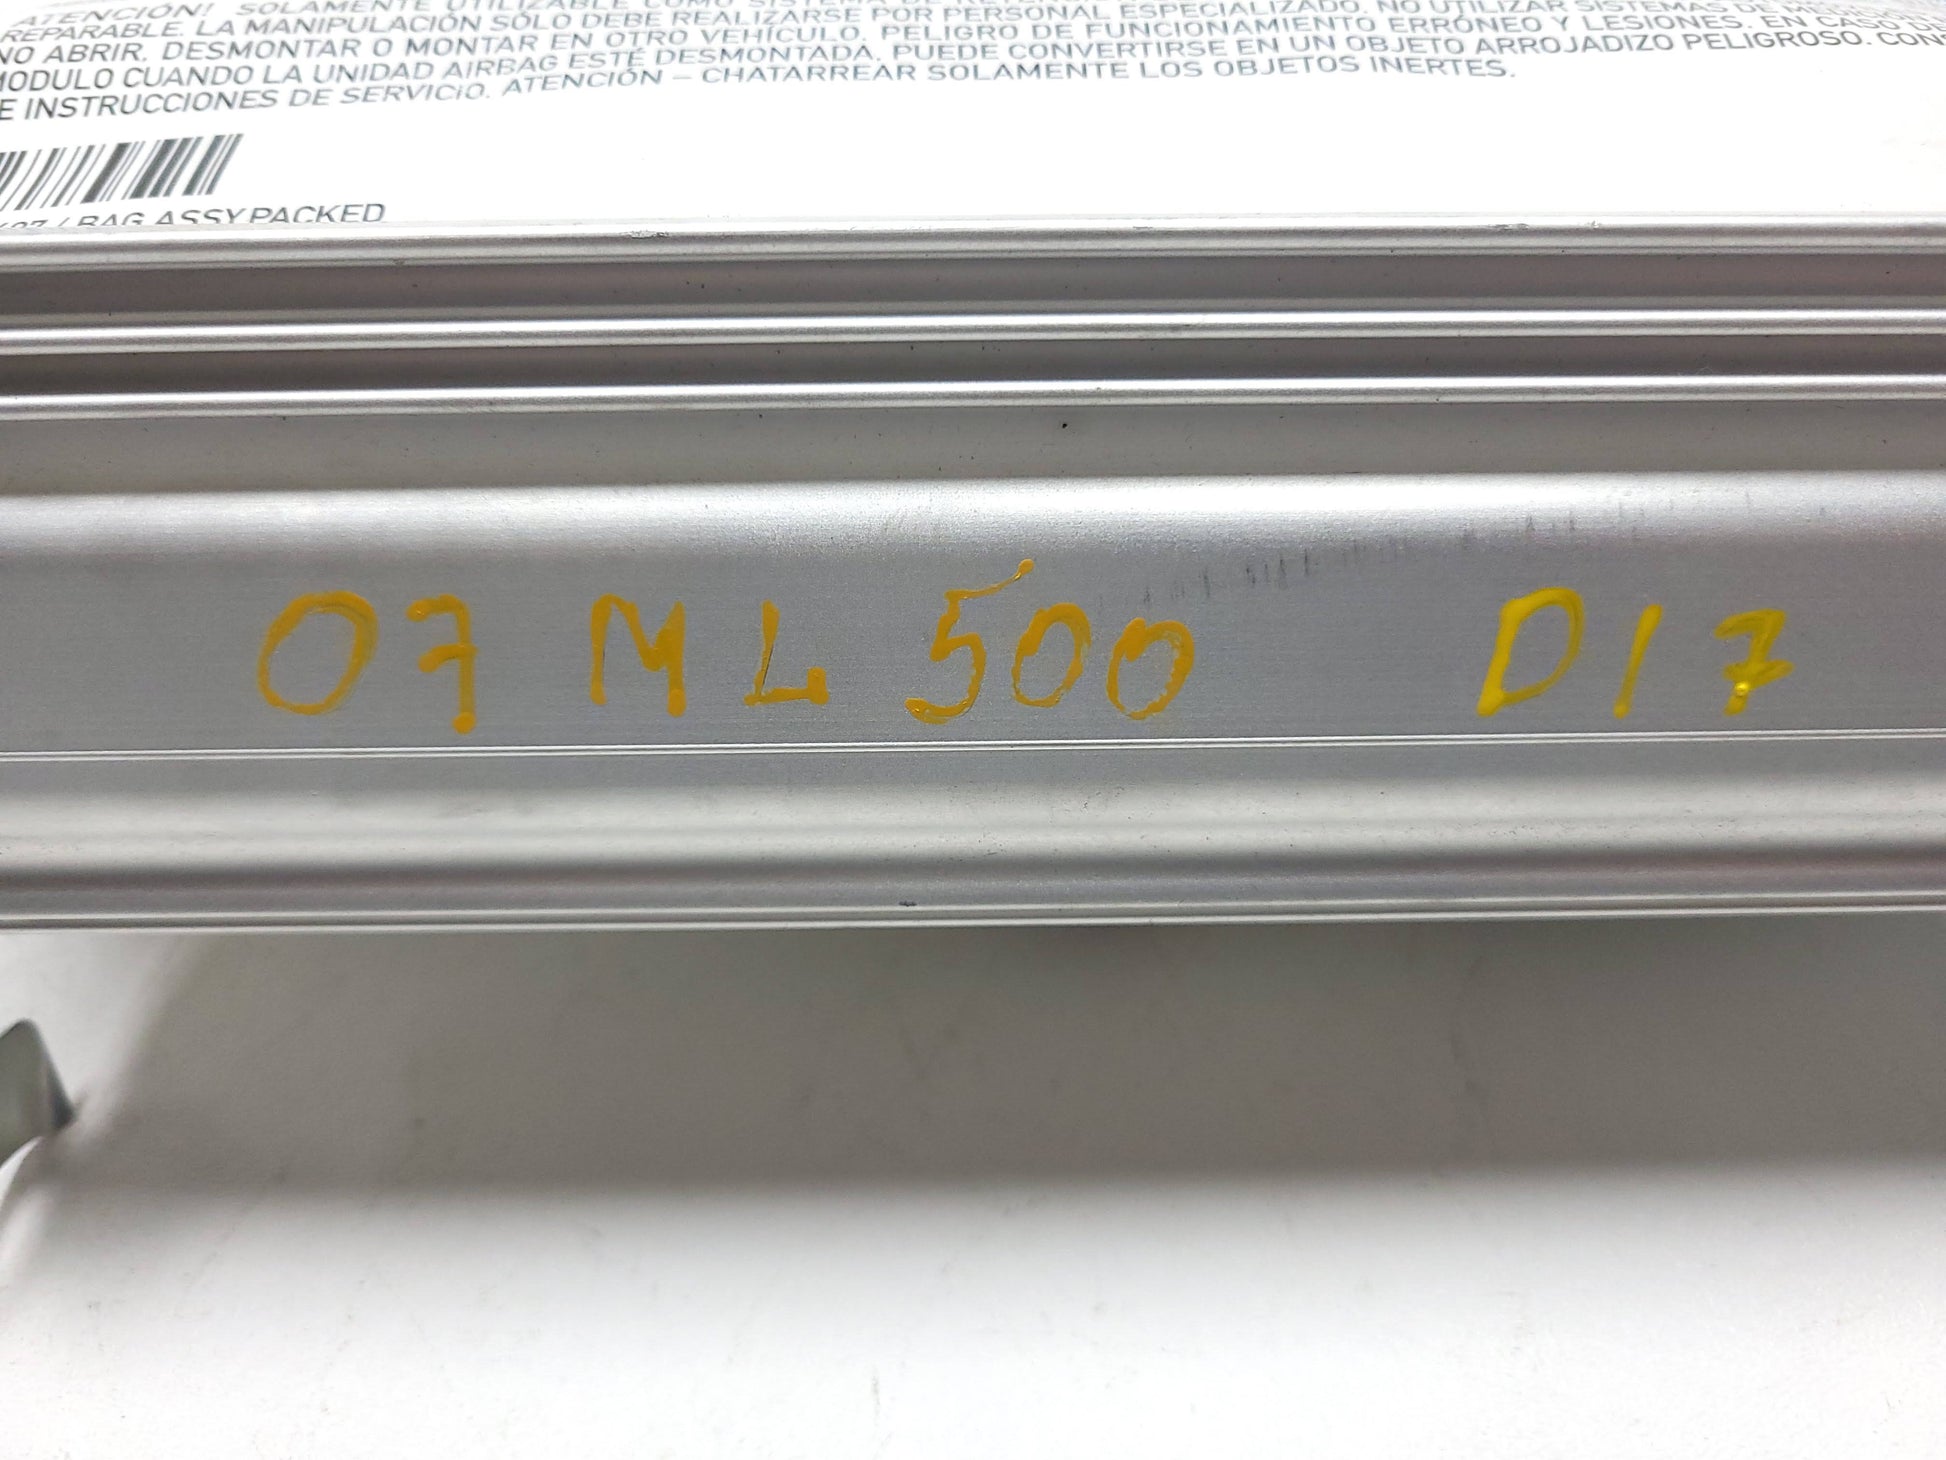 ATENCIÓN! SOLAMENTE UTILIZABLE COMO SISTEMA DE
REPARABLE. LA MANIPULACIÓN SÓLO DEBE REALIZARSE POR PERSONAL ESPECIALIZADO. NO UTILIZAR SISTEMAS DE
NO ABRIR, DESMONTAR O MONTAR EN OTRO VEHÍCULO. PELIGRO DE FUNCIONAMIENTO ERRÓNEO Y LESIONES. EN CASO
MODULO CUANDO LA UNIDAD AIRBAG ESTÉ DESMONTADA, PUEDE CONVERTIRSE EN UN OBJETO ARROJADIZO PELIGROSO. CONS
E INSTRUCCIONES DE SERVICIO. ATENCIÓN – CHATARREAR SOLAMENTE LOS OBJETOS INERTES.
/ BAG ASSY PACKED
07 ML 500 D17